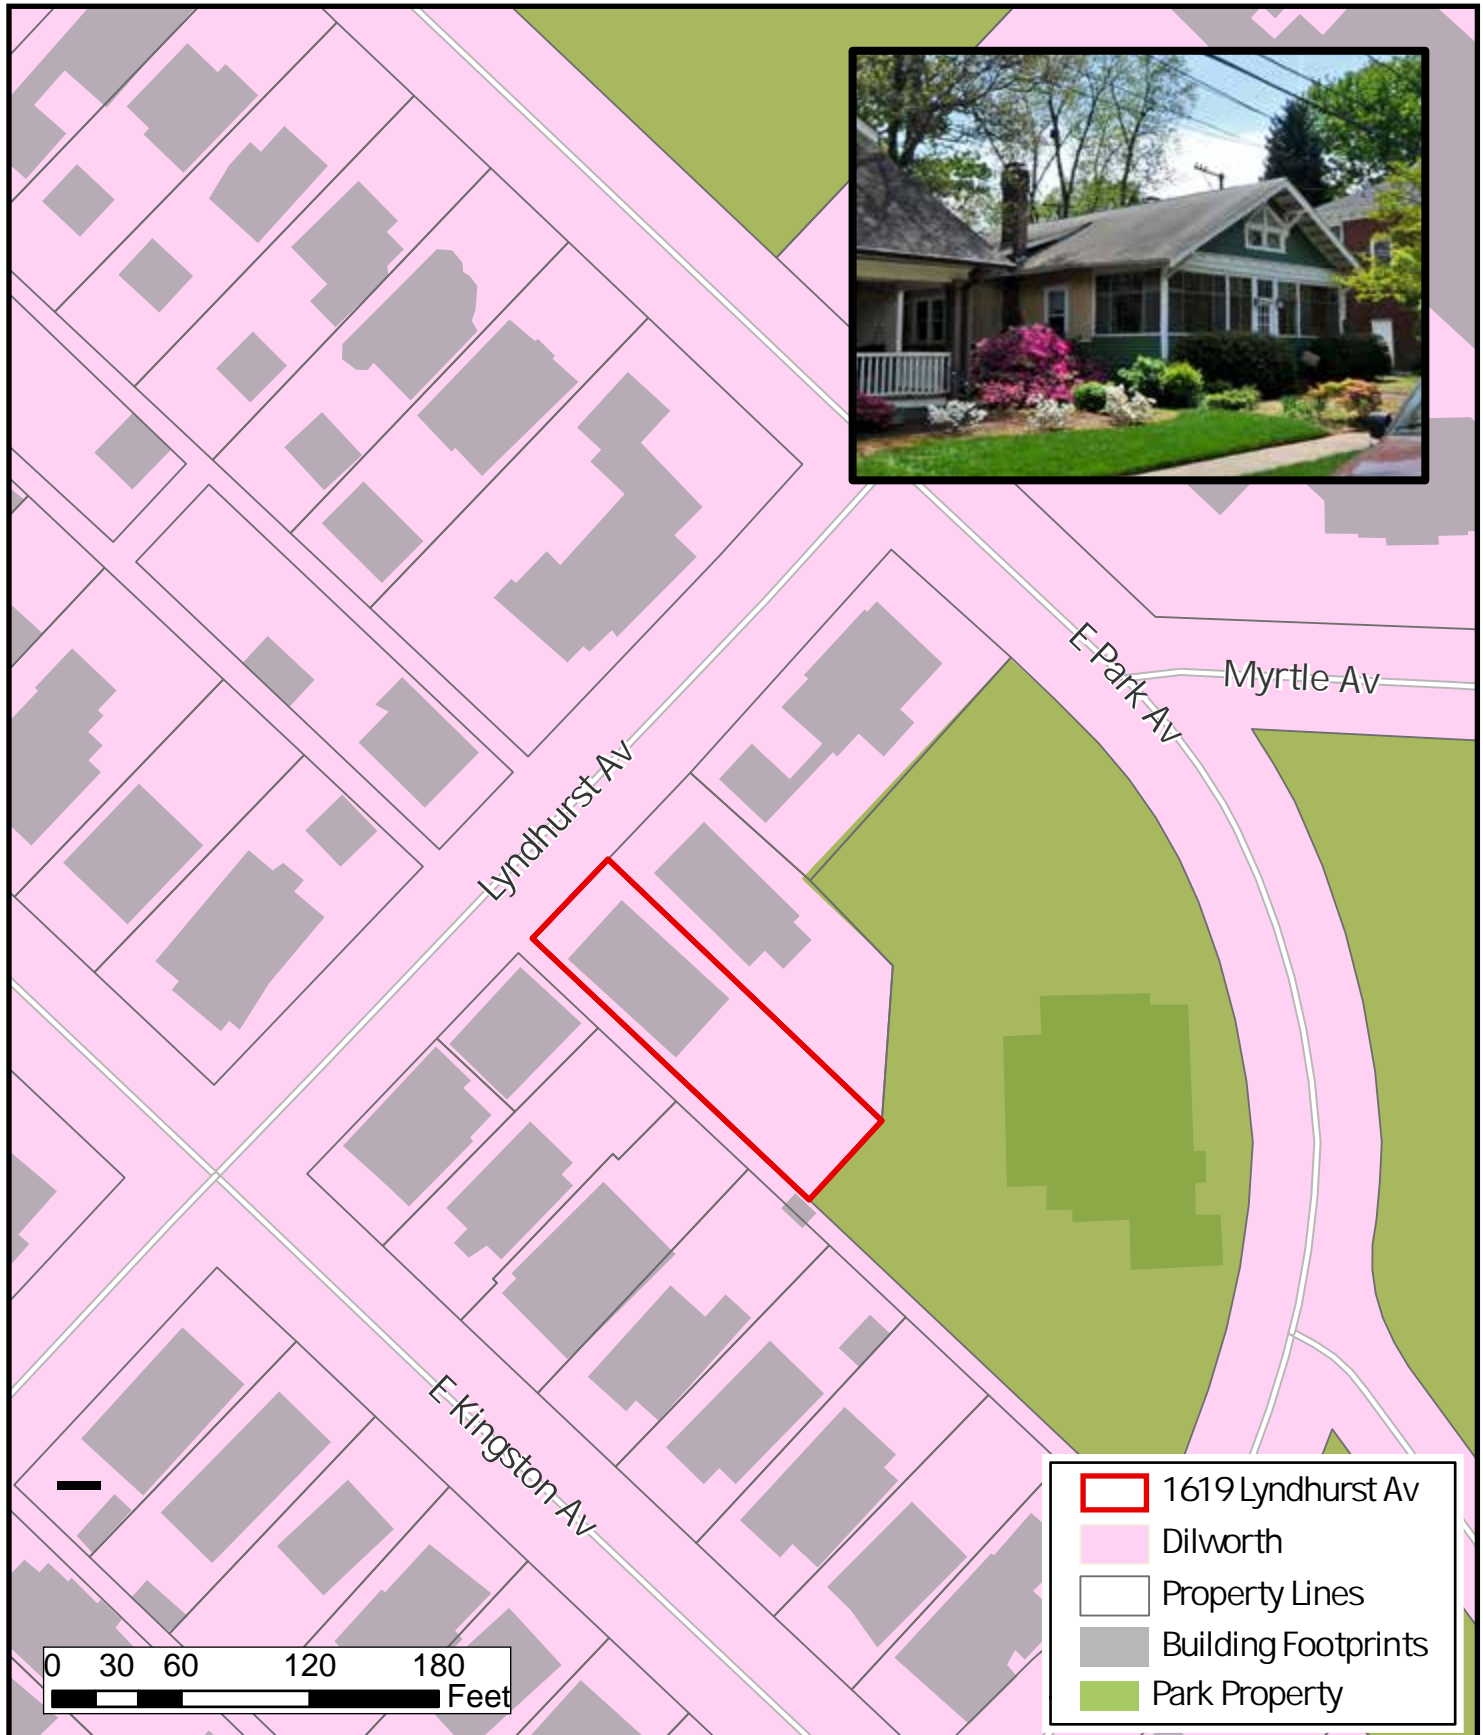 E Park Av
Myrtle Av
Lyndhurst Av
E Kingston Av
1619 Lyndhurst Av
Dilworth
Property Lines
Building Footprints
Park Property
0 30 60 120 180
Feet